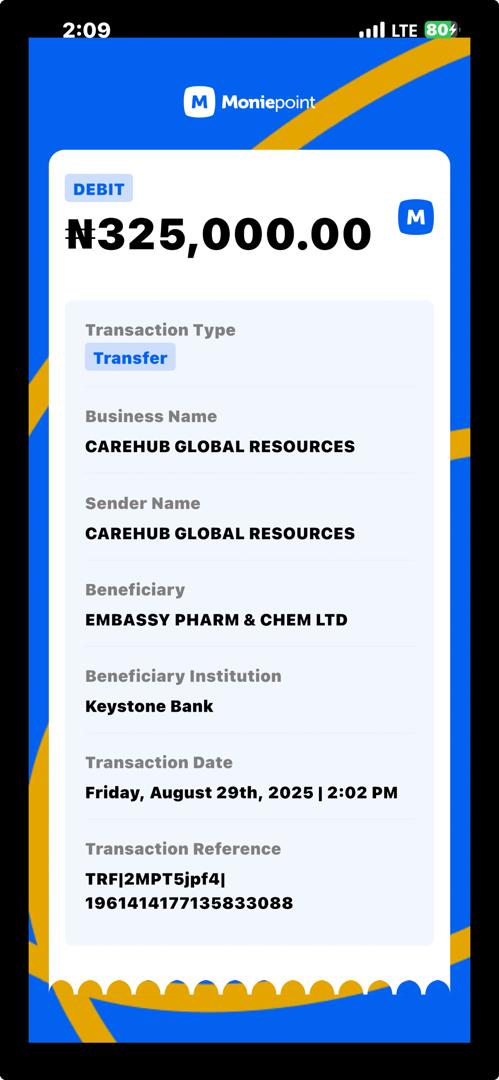 2:09
LTE 80
M Moniepoint
DEBIT
₦325,000.00
M
Transaction Type
Transfer
Business Name
CAREHUB GLOBAL RESOURCES
Sender Name
CAREHUB GLOBAL RESOURCES
Beneficiary
EMBASSY PHARM & CHEM LTD
Beneficiary Institution
Keystone Bank
Transaction Date
Friday, August 29th, 2025 | 2:02 PM
Transaction Reference
TRF|2MPT5jpf4|
1961414177135833088